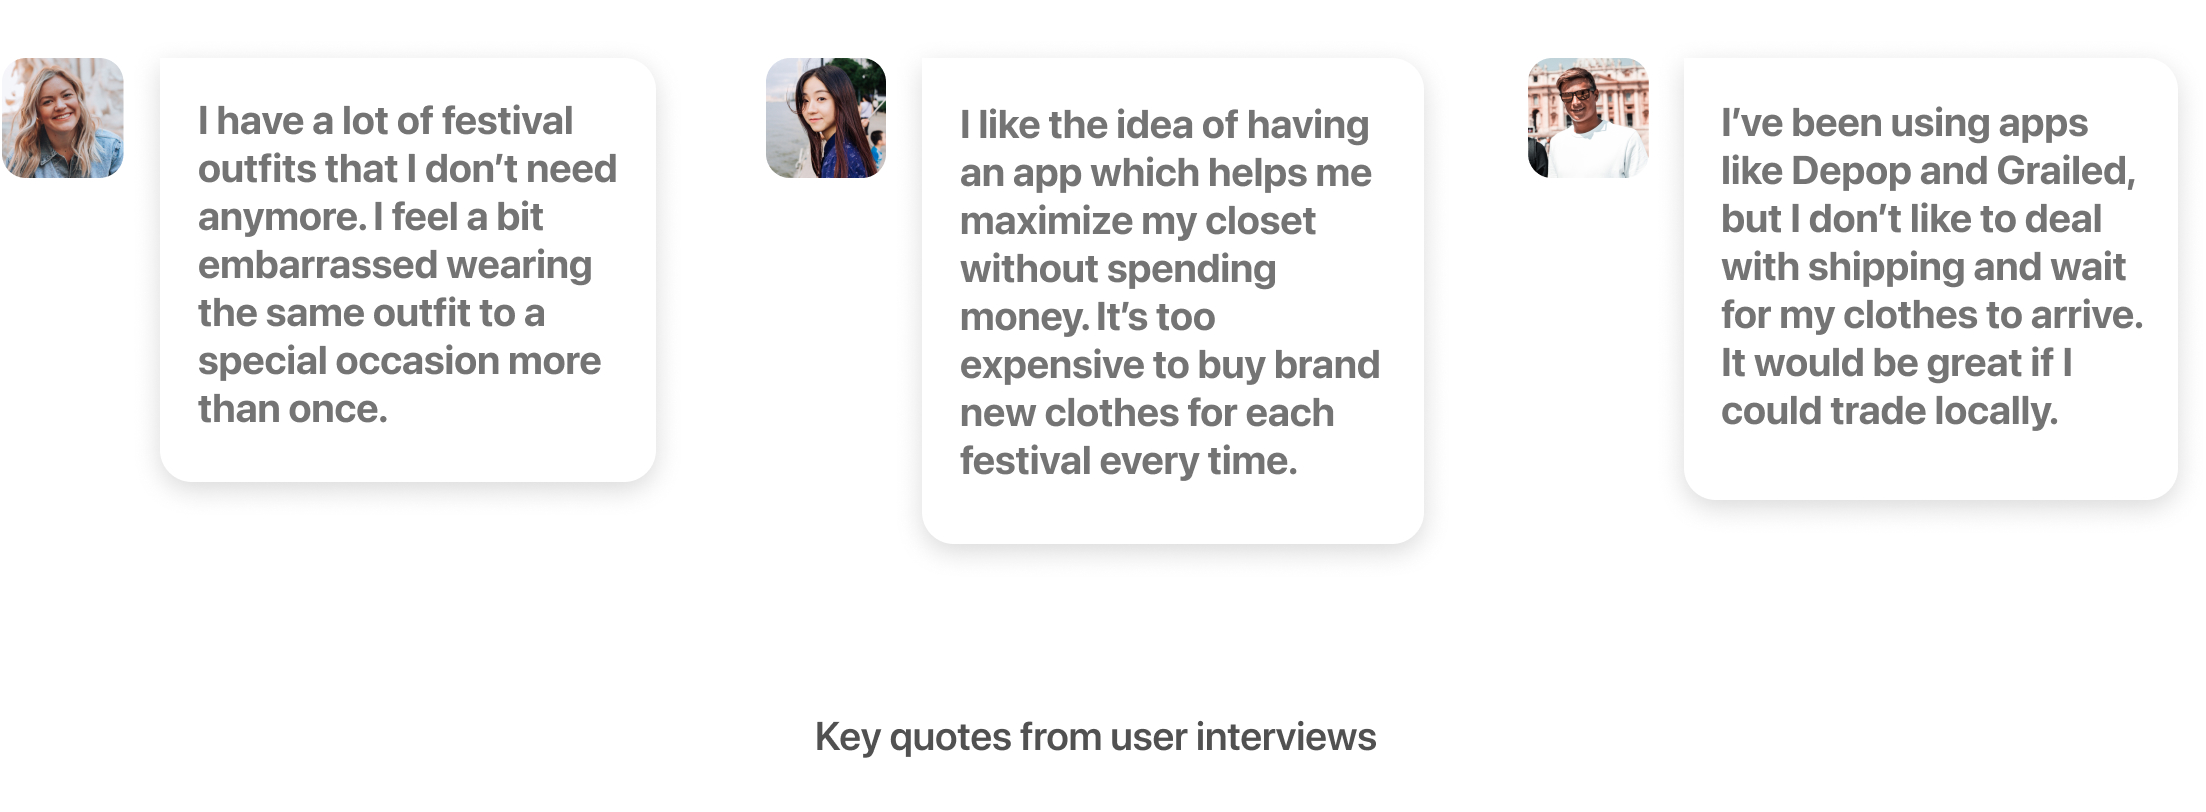 I have a lot of festival
outfits that I don’t need
anymore. I feel a bit
embarrassed wearing
the same outfit to a
special occasion more
than once.
I like the idea of having
an app which helps me
maximize my closet
without spending
money. It’s too
expensive to buy brand
new clothes for each
festival every time.
I’ve been using apps
like Depop and Grailed,
but I don’t like to deal
with shipping and wait
for my clothes to arrive.
It would be great if I
could trade locally.
Key quotes from user interviews